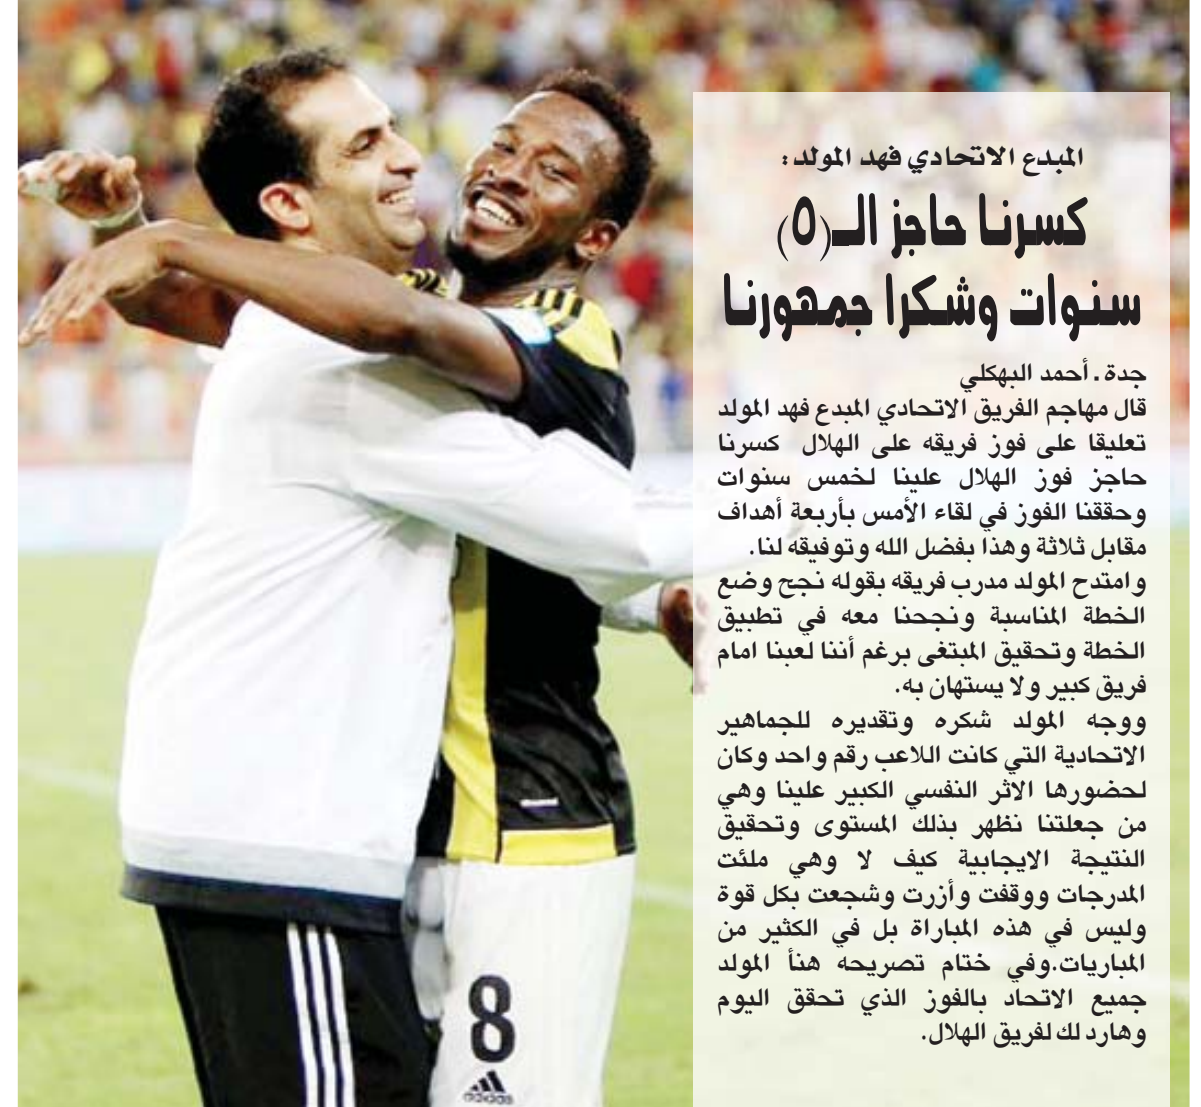 المبدع الاتحادي فهد المولد :
كسرنا حاجز الـ(٥)
سنوات وشكرا جمهورنا
جدة . أحمد البهكلي
قال مهاجم الفريق الاتحادي المبدع فهد المولد
تعليقا على فوز فريقه على الهلال كسرنا
حاجز فوز الهلال علينا لخمس سنوات
وحققنا الفوز في لقاء الأمس بأربعة أهداف
مقابل ثلاثة وهذا بفضل الله وتوفيقه لنا.
وامتدح المولد مدرب فريقه بقوله نجح وضع
الخطة المناسبة ونجحنا معه في تطبيق
الخطة وتحقيق المبتغى برغم أننا لعبنا امام
فريق كبير ولا يستهان به.
ووجه المولد شكره وتقديره للجماهير
الاتحادية التي كانت اللاعب رقم واحد وكان
لحضورها الاثر النفسي الكبير علينا وهي
من جعلتنا نظهر بذلك المستوى وتحقيق
النتيجة الايجابية كيف لا وهي ملئت
المدرجات ووقفت وأزرت وشجعت بكل قوة
وليس في هذه المباراة بل في الكثير من
المباريات.وفي ختام تصريحه هنأ المولد
جميع الاتحاد بالفوز الذي تحقق اليوم
وهارد لك لفريق الهلال.
8
adidas